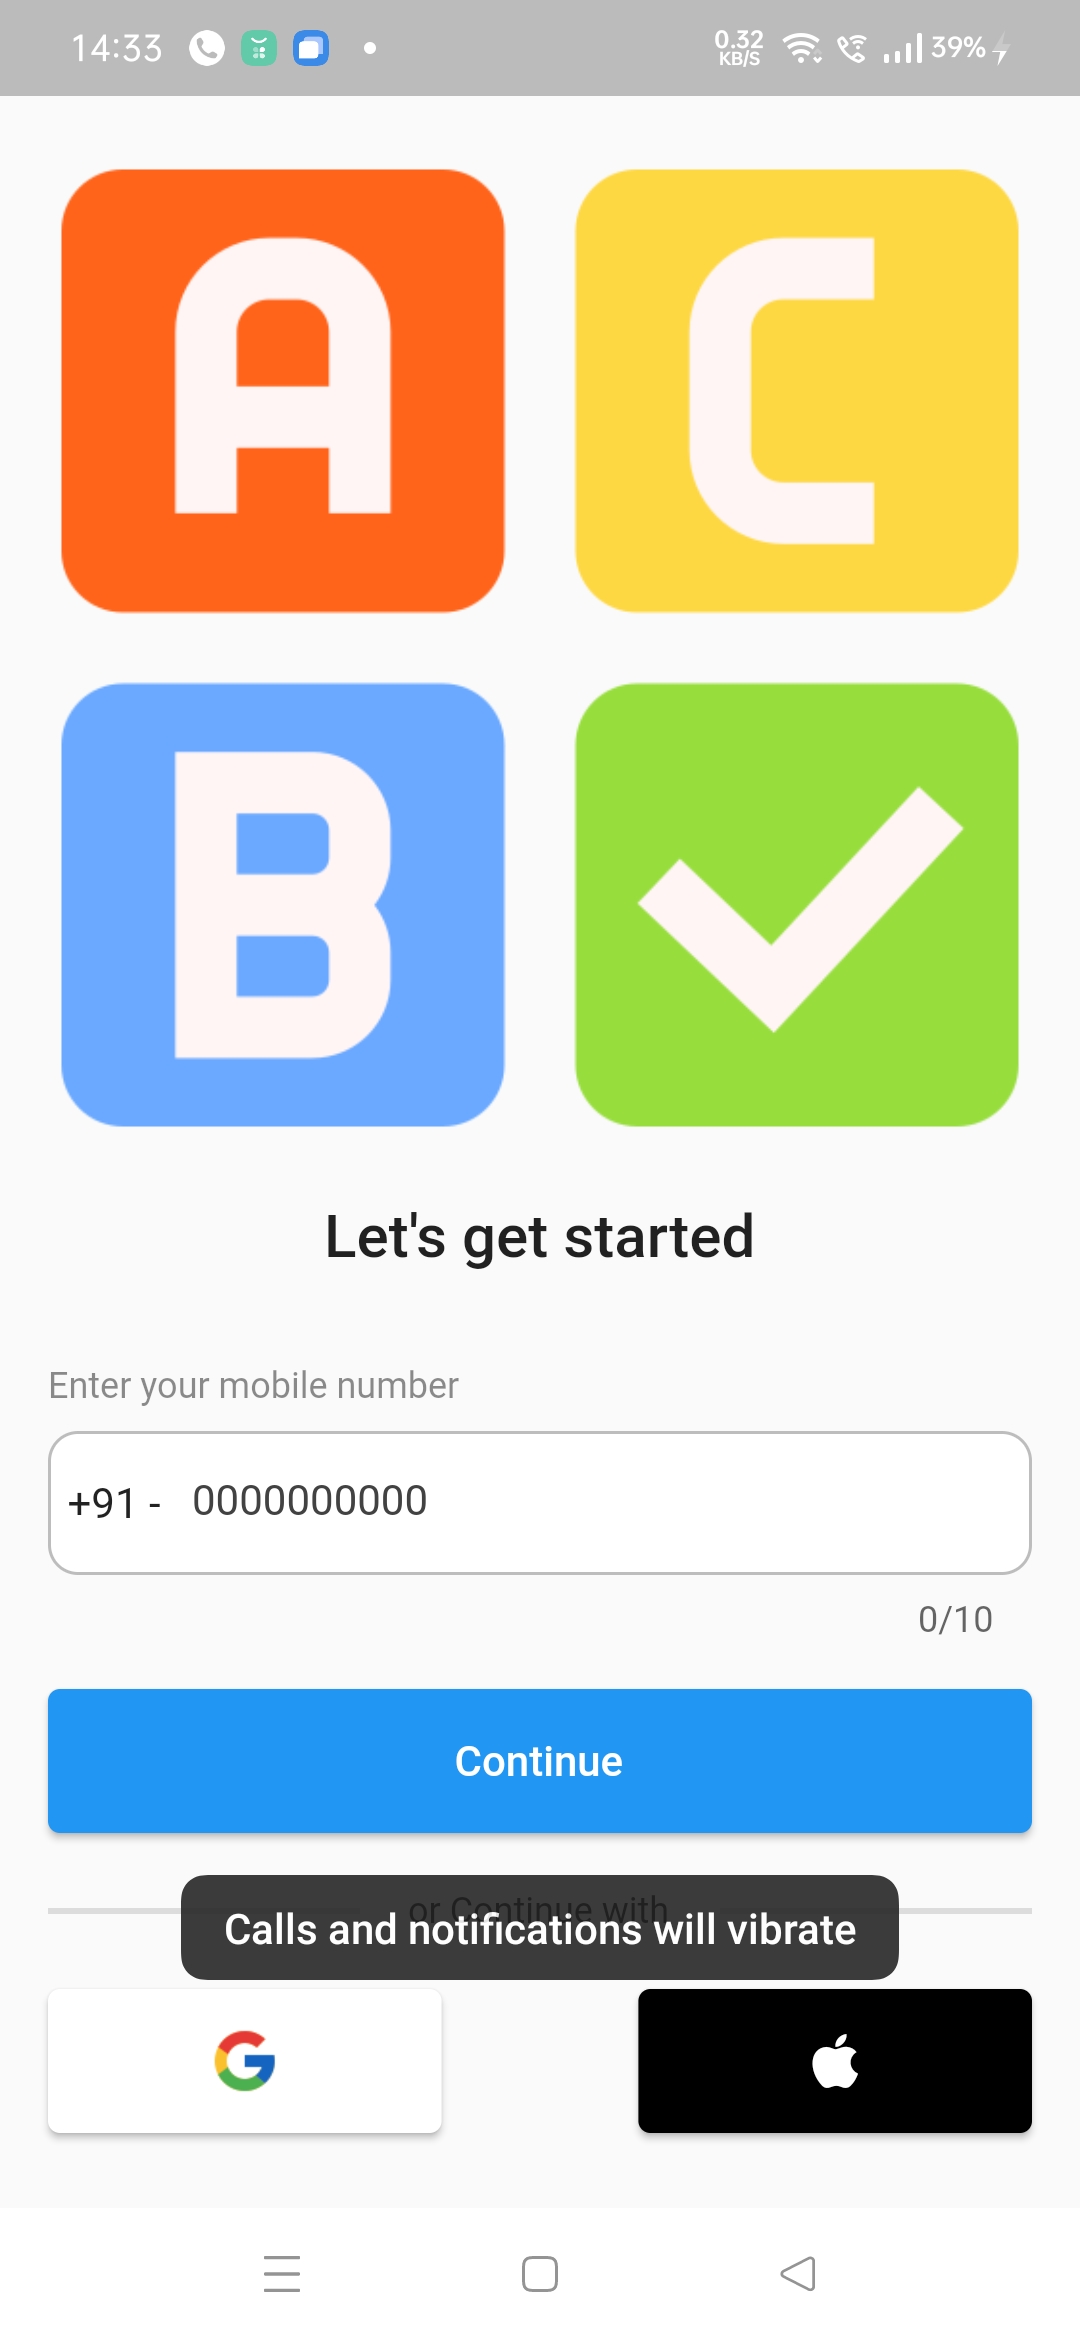 14:33
0.32
KB/S
39%
A
C
B
Let's get started
Enter your mobile number
+91 - 0000000000
0/10
Continue
or Continue with
Calls and notifications will vibrate